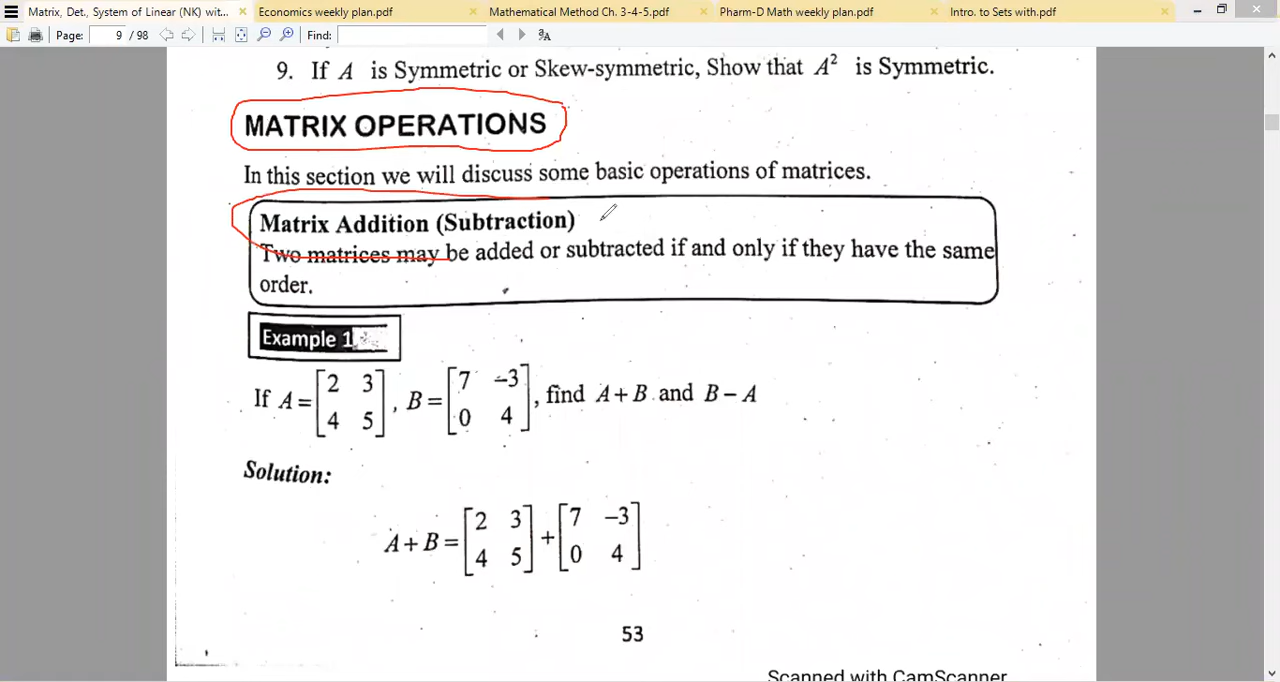 Matrix, Det., System of Linear (NK) wit... Economics weekly plan.pdf Mathematical Method Ch. 3-4-5.pdf Pharm-D Math weekly plan.pdf Intro. to Sets with.pdf
Page: 9 / 98 Find:
9. If A is Symmetric or Skew-symmetric, Show that A² is Symmetric.
MATRIX OPERATIONS
In this section we will discuss some basic operations of matrices.
Matrix Addition (Subtraction)
Two matrices may be added or subtracted if and only if they have the same
order.
Example 1
If A = [2 3
4 5], B = [7 −3
0 4], find A + B and B − A
Solution:
A + B = [2 3
4 5] + [7 −3
0 4]
53
Scanned with CamScanner